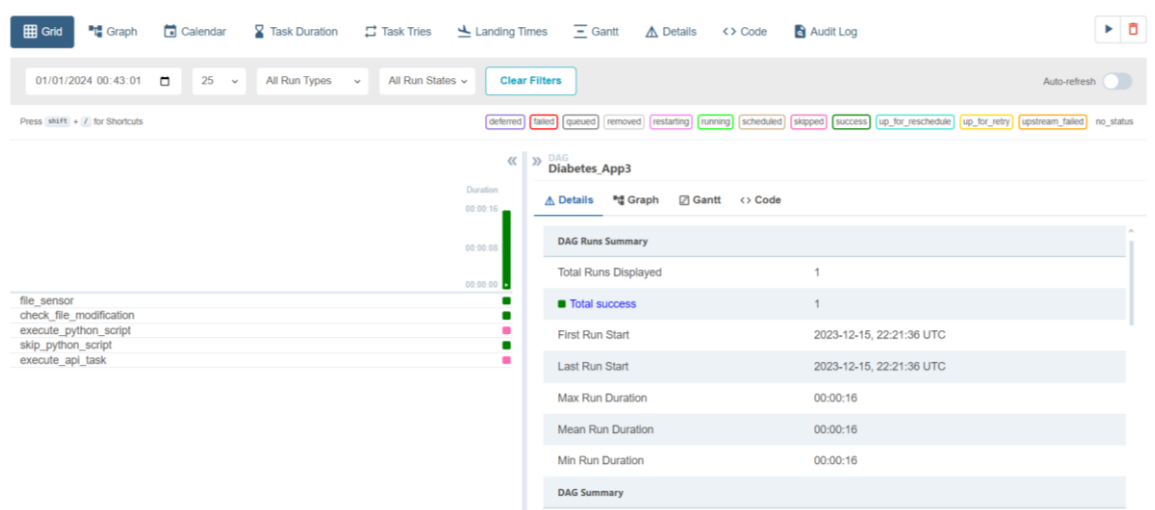 Grid Graph Calendar Task Duration Task Tries Landing Times Gantt Details <> Code Audit Log
01/01/2024 00:43:01 25 All Run Types All Run States Clear Filters Auto-refresh
Press shift + / for Shortcuts deferred failed queued removed restarting running scheduled skipped success up_for_reschedule up_for_retry upstream_failed no_status
DAG
Diabetes_App3
Duration
00:00:16
00:00:08
00:00:00
file_sensor
check_file_modification
execute_python_script
skip_python_script
execute_api_task
Details Graph Gantt <> Code
DAG Runs Summary
Total Runs Displayed 1
Total success 1
First Run Start 2023-12-15, 22:21:36 UTC
Last Run Start 2023-12-15, 22:21:36 UTC
Max Run Duration 00:00:16
Mean Run Duration 00:00:16
Min Run Duration 00:00:16
DAG Summary